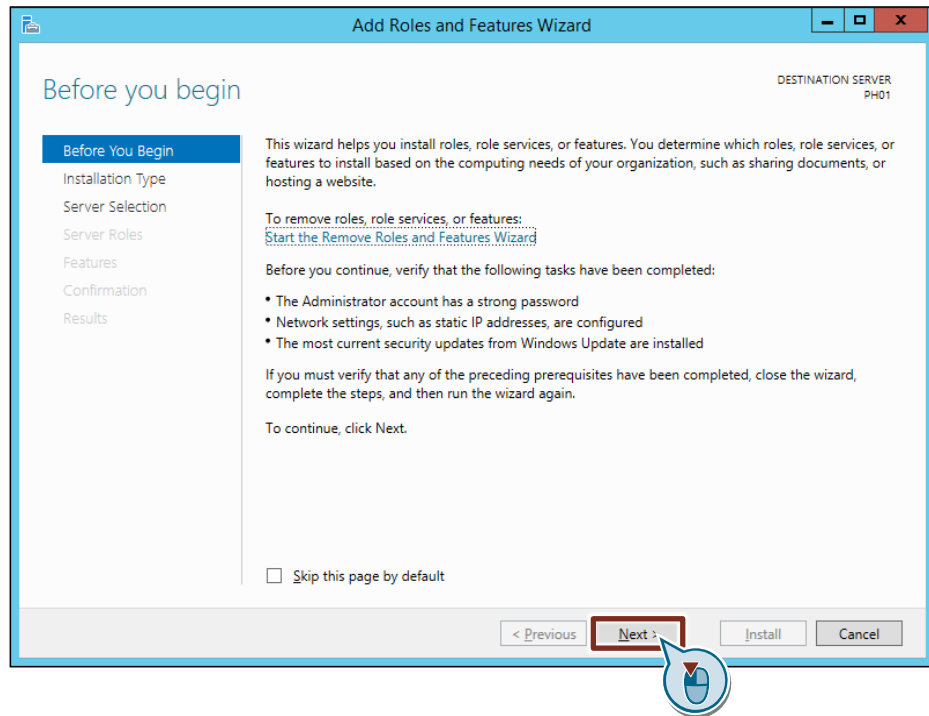 Add Roles and Features Wizard
Before you begin
DESTINATION SERVER
PH01
Before You Begin
Installation Type
Server Selection
Server Roles
Features
Confirmation
Results
This wizard helps you install roles, role services, or features. You determine which roles, role services, or
features to install based on the computing needs of your organization, such as sharing documents, or
hosting a website.
To remove roles, role services, or features:
Start the Remove Roles and Features Wizard
Before you continue, verify that the following tasks have been completed:
• The Administrator account has a strong password
• Network settings, such as static IP addresses, are configured
• The most current security updates from Windows Update are installed
If you must verify that any of the preceding prerequisites have been completed, close the wizard,
complete the steps, and then run the wizard again.
To continue, click Next.
Skip this page by default
< Previous
Next >
Install
Cancel